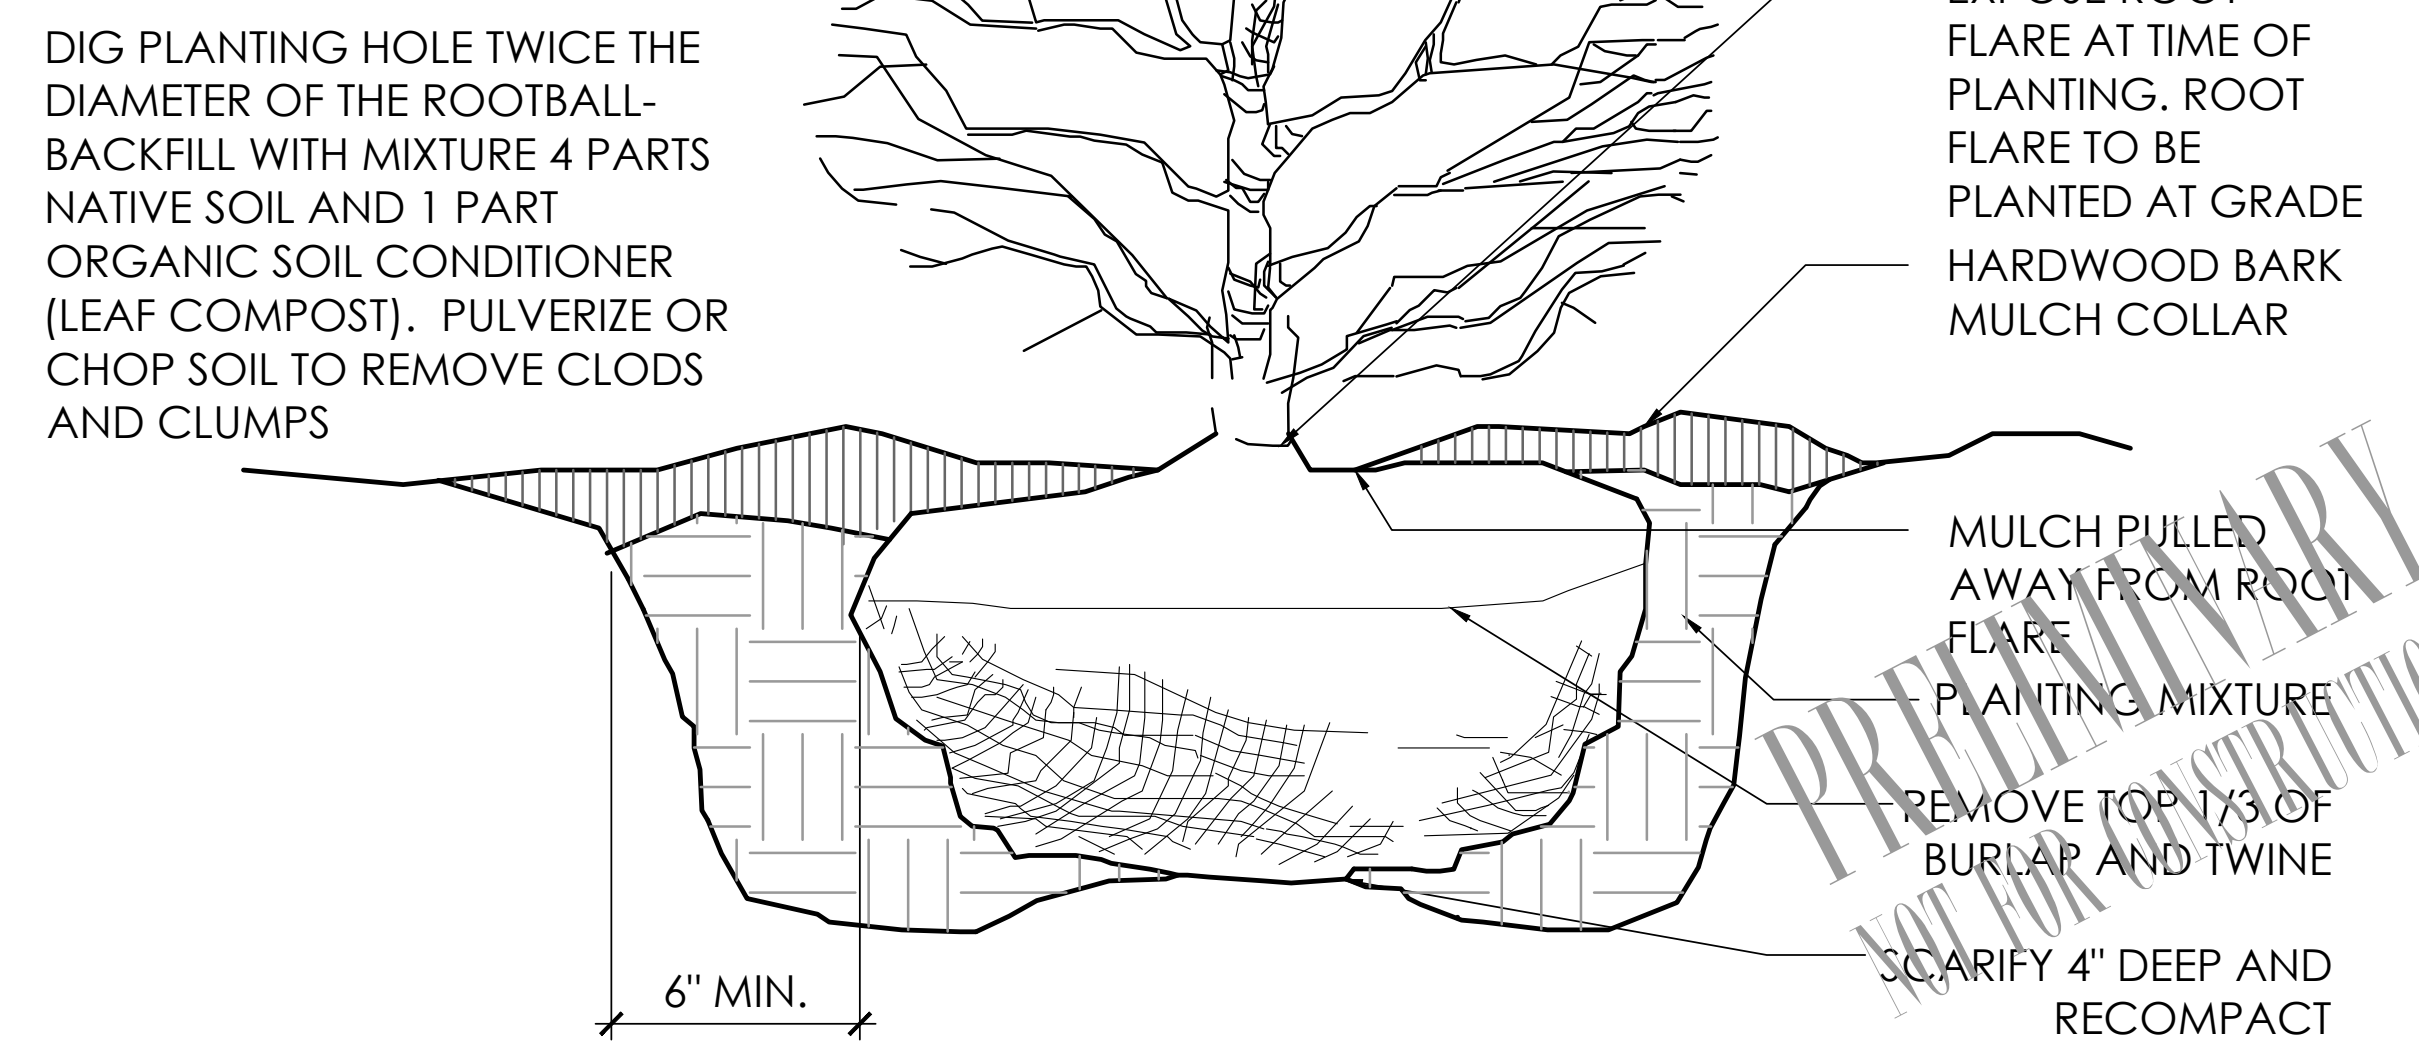 DIG PLANTING HOLE TWICE THE
DIAMETER OF THE ROOTBALL-
BACKFILL WITH MIXTURE 4 PARTS
NATIVE SOIL AND 1 PART
ORGANIC SOIL CONDITIONER
(LEAF COMPOST).  PULVERIZE OR
CHOP SOIL TO REMOVE CLODS
AND CLUMPS
EXPOSE ROOT
FLARE AT TIME OF
PLANTING. ROOT
FLARE TO BE
PLANTED AT GRADE
HARDWOOD BARK
MULCH COLLAR
MULCH PULLED
AWAY FROM ROOT
FLARE
PLANTING MIXTURE
REMOVE TOP 1/3 OF
BURLAP AND TWINE
SCARIFY 4" DEEP AND
RECOMPACT
6" MIN.
PRELIMINARY
NOT FOR